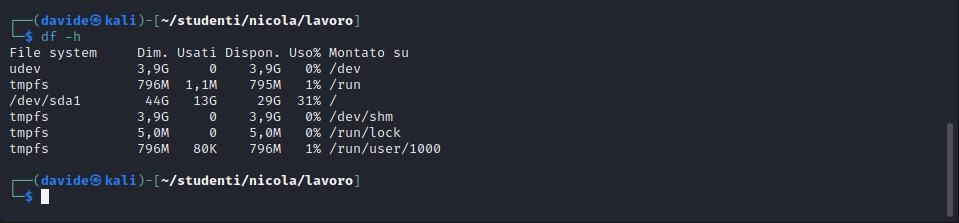 ┌──(davide㉿kali)-[~/studenti/nicola/lavoro]
└─$ df -h
File system     Dim. Usati Dispon. Uso% Montato su
udev            3,9G     0    3,9G   0% /dev
tmpfs           796M  1,1M    795M   1% /run
/dev/sda1        44G   13G     29G  31% /
tmpfs           3,9G     0    3,9G   0% /dev/shm
tmpfs           5,0M     0    5,0M   0% /run/lock
tmpfs           796M   80K    796M   1% /run/user/1000
┌──(davide㉿kali)-[~/studenti/nicola/lavoro]
└─$